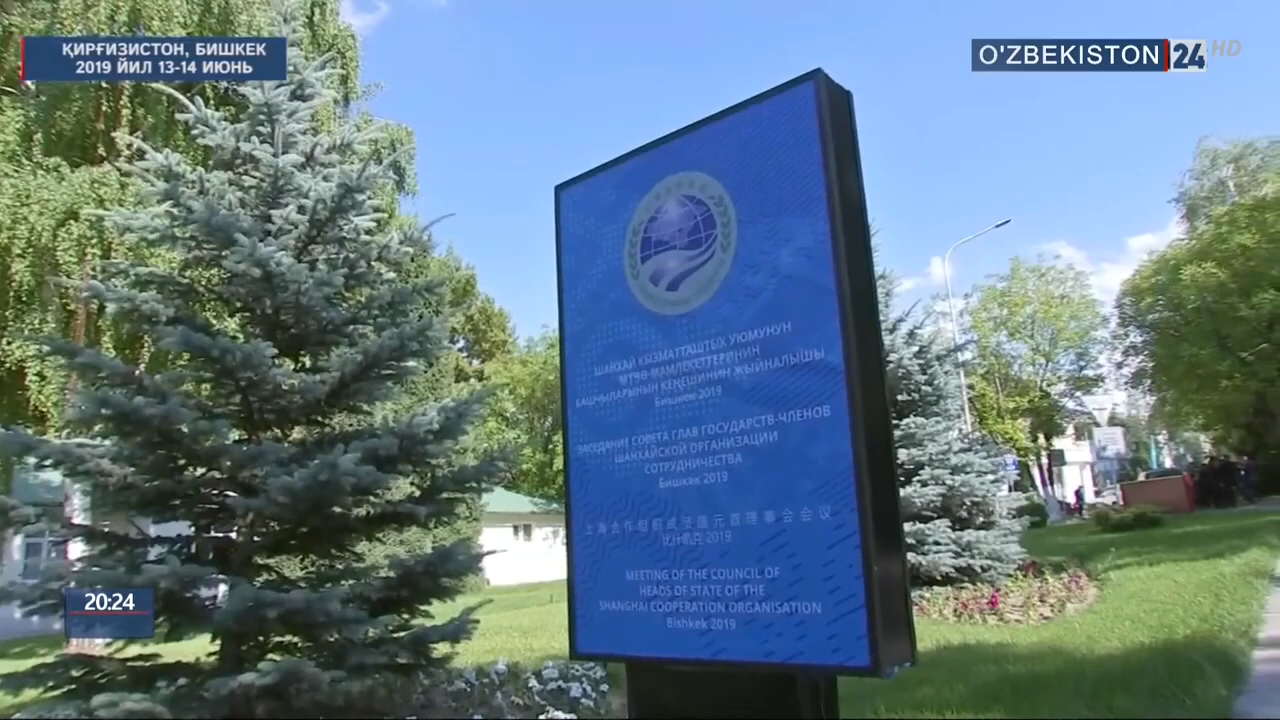 ҚИРҒИЗИСТОН, БИШКЕК
2019 ЙИЛ 13-14 ИЮНЬ
O'ZBEKISTON 24 HD
ШАНХАЙ КЫЗМАТТАШТЫК УЮМУНУН
МҮЧӨ-МАМЛЕКЕТТЕРИНИН
БАШЧЫЛАРЫНЫН КЕҢЕШИНИН ЖЫЙНАЛЫШЫ
Бишкек 2019
ЗАСЕДАНИЕ СОВЕТА ГЛАВ ГОСУДАРСТВ-ЧЛЕНОВ
ШАНХАЙСКОЙ ОРГАНИЗАЦИИ
СОТРУДНИЧЕСТВА
Бишкек 2019
上海合作组织成员国元首理事会会议
比什凯克 2019
MEETING OF THE COUNCIL OF
HEADS OF STATE OF THE
SHANGHAI COOPERATION ORGANISATION
Bishkek 2019
20:24